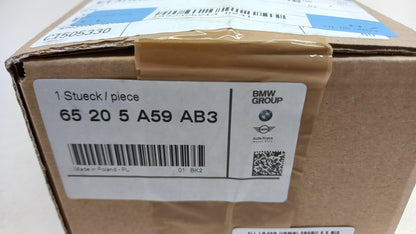 C1505330
1 Stueck / piece
65 20 5 A59 AB3
Made in Poland - PL
01 BK2
BMW
GROUP